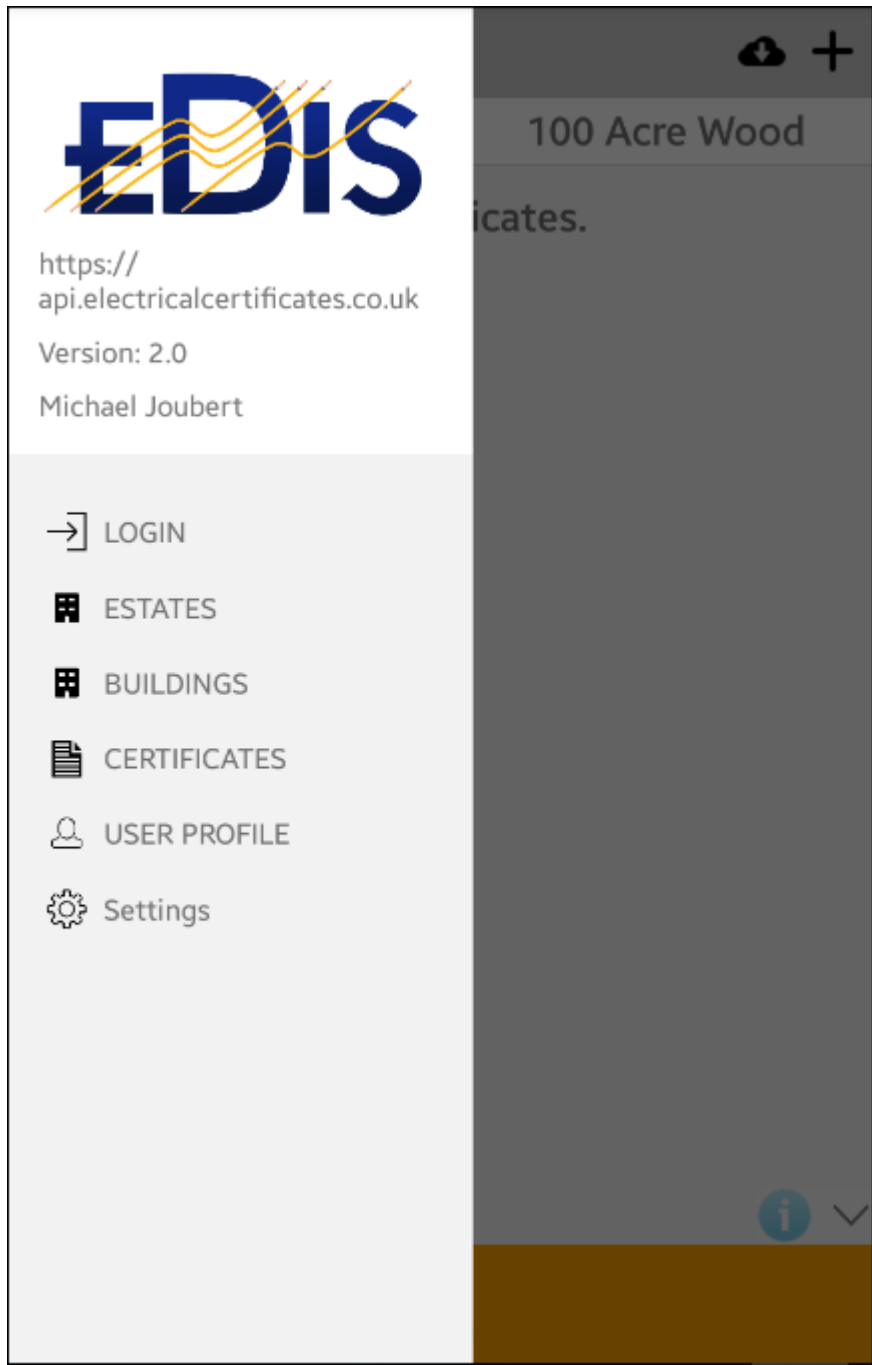 EDIS
100 Acre Wood
icates.
https://
api.electricalcertificates.co.uk
Version: 2.0
Michael Joubert
LOGIN
ESTATES
BUILDINGS
CERTIFICATES
USER PROFILE
Settings
i